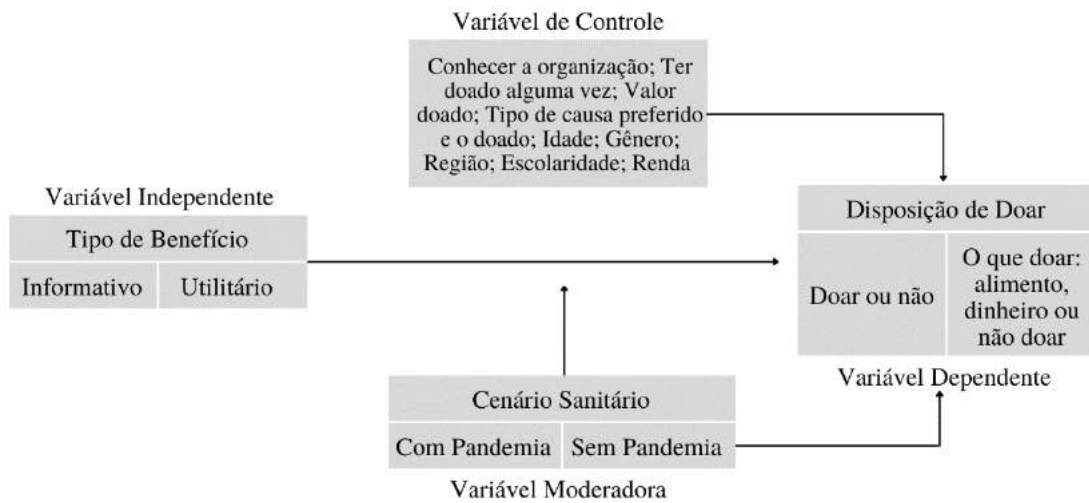 Variável de Controle
Conhecer a organização; Ter
doado alguma vez; Valor
doado; Tipo de causa preferido
e o doado; Idade; Gênero;
Região; Escolaridade; Renda
Variável Independente
Tipo de Benefício
Informativo
Utilitário
Disposição de Doar
Doar ou não
O que doar:
alimento,
dinheiro ou
não doar
Variável Dependente
Cenário Sanitário
Com Pandemia
Sem Pandemia
Variável Moderadora